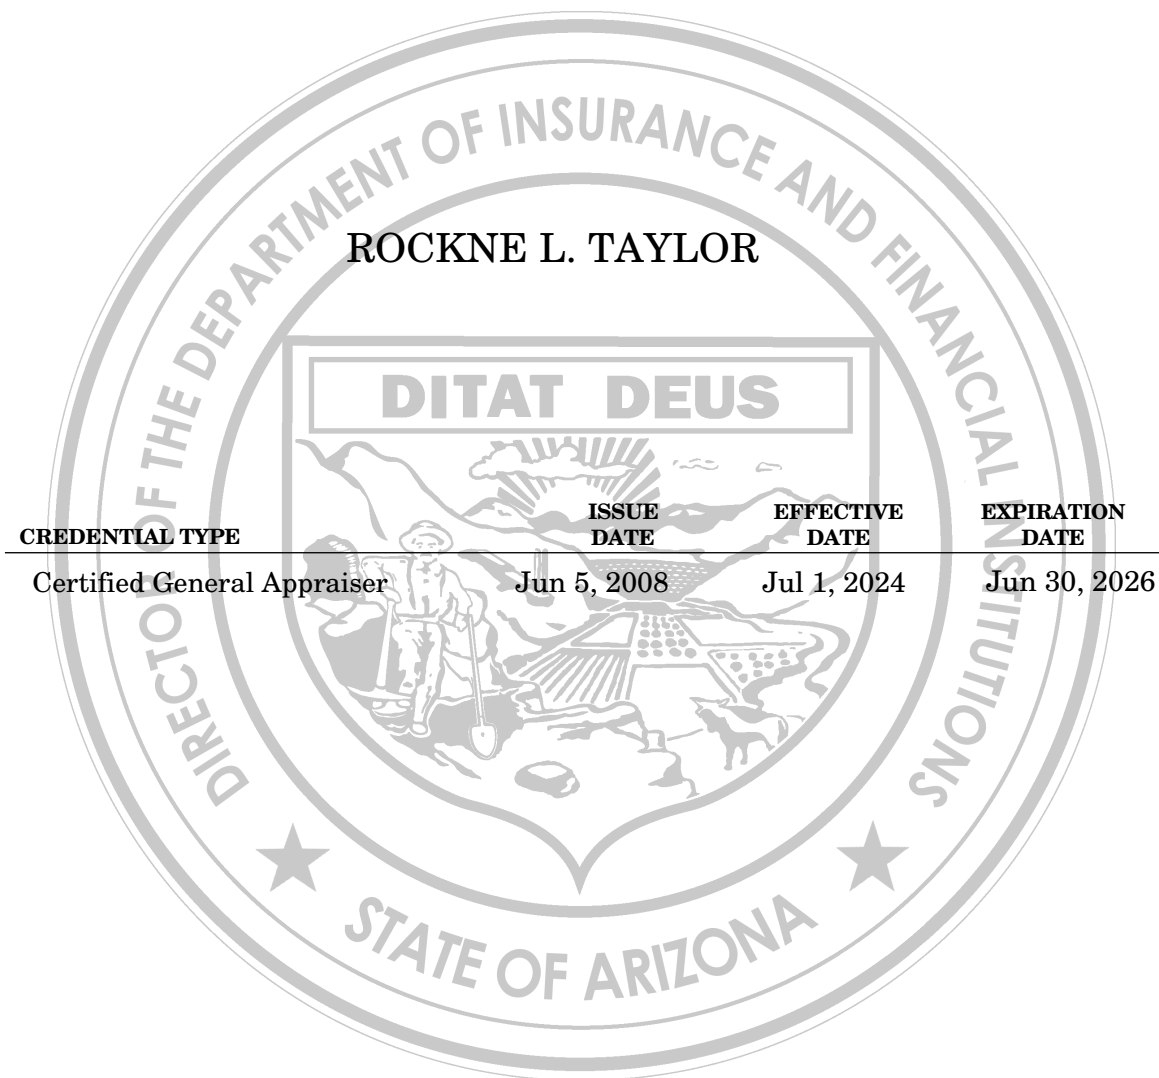 DIRECTOR OF THE DEPARTMENT OF INSURANCE AND FINANCIAL INSTITUTIONS
ROCKNE L. TAYLOR
DITAT DEUS
CREDENTIAL TYPE ISSUE DATE EFFECTIVE DATE EXPIRATION DATE
Certified General Appraiser Jun 5, 2008 Jul 1, 2024 Jun 30, 2026
STATE OF ARIZONA